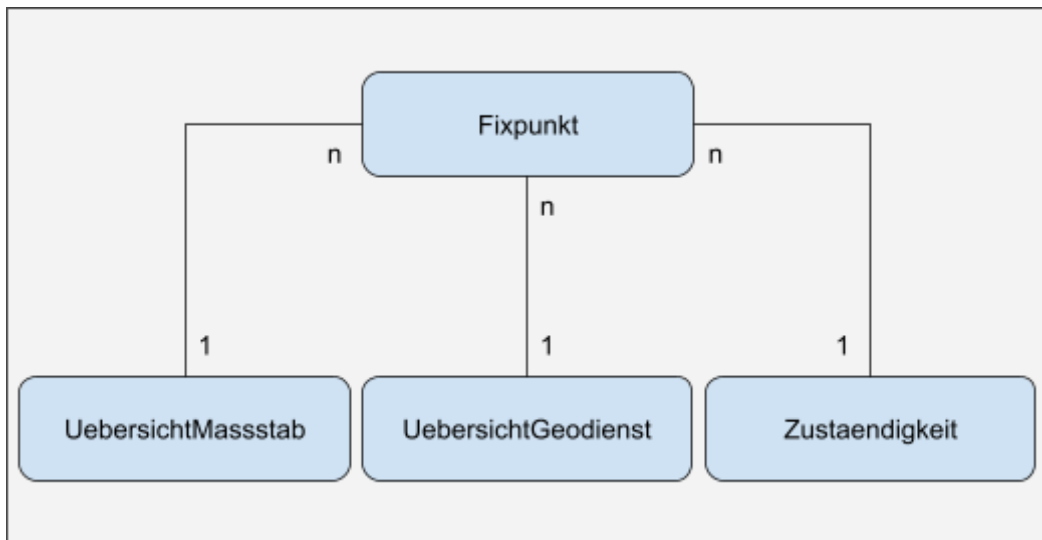 Fixpunkt
n
n
n
1
1
1
UebersichtMassstab
UebersichtGeodienst
Zustaendigkeit